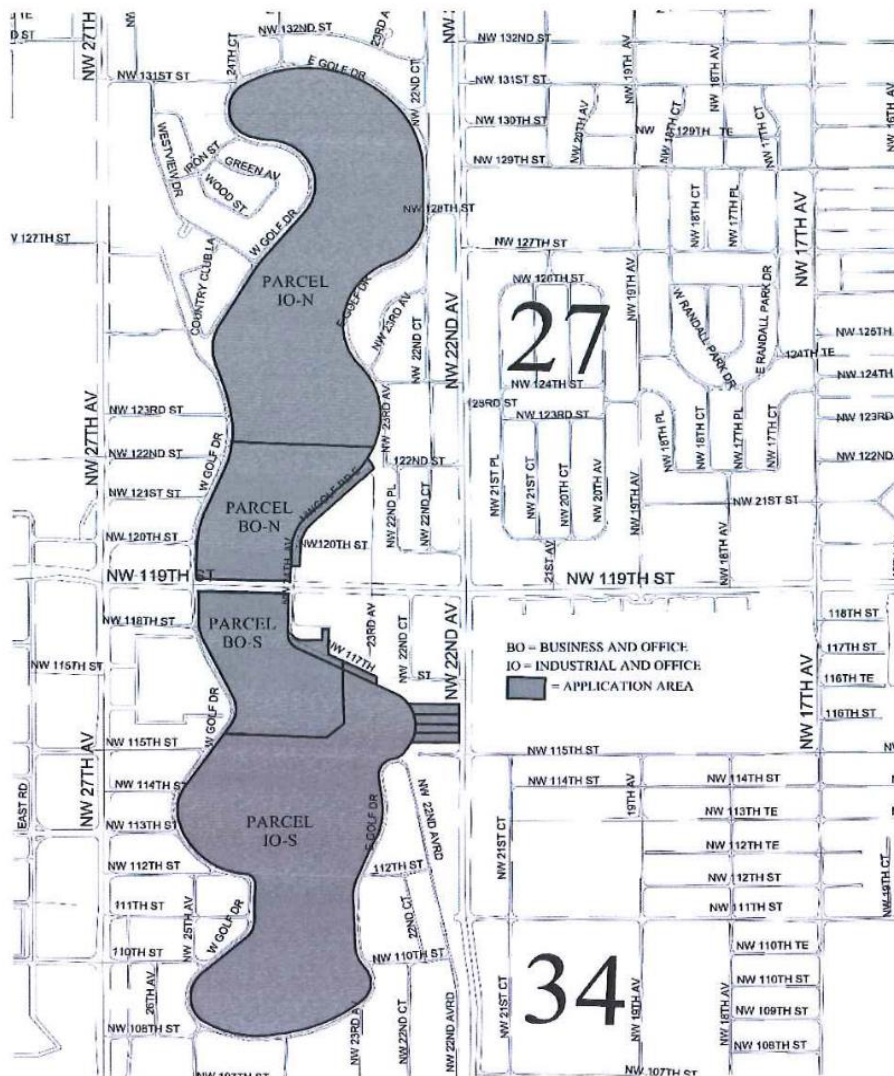 NW 27TH AV
NW 132ND ST
E GOLF DR
24TH CT
NW 22ND CT
NW 22ND AV
NW 132ND ST
NW 19TH AV
NW 18TH AV
NW 131ST ST
NW 131ST ST
NW 130TH ST
NW 20TH AV
NW 17TH CT
129TH TE
NW 129TH ST
WESTVIEW DR
IRON ST
GREEN AV
WOOD ST
W GOLF DR
NW 128TH ST
NW 18TH CT
NW 17TH PL
NW 17TH AV
NW 127TH ST
COUNTRY CLUB LA
NW 126TH ST
NW 19TH AV
PARCEL
IO-N
E GOLF DR
NW 23RD AV
NW 22ND CT
NW 22ND AV
27
W RANDALL PARK DR
E RANDALL PARK DR
NW 125TH
124TH TE
NW 124TH
NW 124TH ST
NW 27TH AV
NW 123RD ST
W GOLF DR
NW 23RD AV
NW 123RD ST
NW 123RD
NW 18TH PL
NW 18TH CT
NW 17TH PL
NW 17TH CT
NW 122ND ST
122ND ST
NW 122ND
NW 21ST PL
NW 21ST CT
NW 20TH CT
NW 20TH AV
NW 19TH AV
NW 121ST ST
PARCEL
BO-N
NW 22ND PL
NW 22ND CT
NW 21ST ST
NW 120TH ST
NW 120TH ST
21ST AV
NW 18TH AV
NW 119TH ST
NW 119TH ST
NW 118TH ST
PARCEL
BO-S
23RD AV
NW 22ND CT
NW 22ND AV
118TH ST
BO = BUSINESS AND OFFICE
IO = INDUSTRIAL AND OFFICE
= APPLICATION AREA
NW 117TH
ST
117TH ST
NW 115TH ST
116TH TE
116TH ST
NW 17TH AV
W GOLF DR
NW 27TH AV
NW 115TH ST
NW 115TH ST
EAST RD
NW 114TH ST
NW 114TH ST
NW 114TH ST
19TH AV
NW 22ND AVRD
NW 113TH ST
NW 113TH TE
PARCEL
IO-S
E GOLF DR
NW 21ST CT
NW 112TH TE
NW 19TH CT
NW 112TH ST
112TH ST
NW 112TH ST
111TH ST
NW 25TH AV
W GOLF DR
22ND CT
NW 111TH ST
110TH ST
NW 110TH ST
NW 110TH TE
26TH AV
34
NW 110TH ST
NW 21ST CT
NW 19TH AV
NW 18TH AV
NW 109TH ST
NW 108TH ST
NW 22ND CT
NW 22ND AVRD
NW 108TH ST
NW 107TH ST